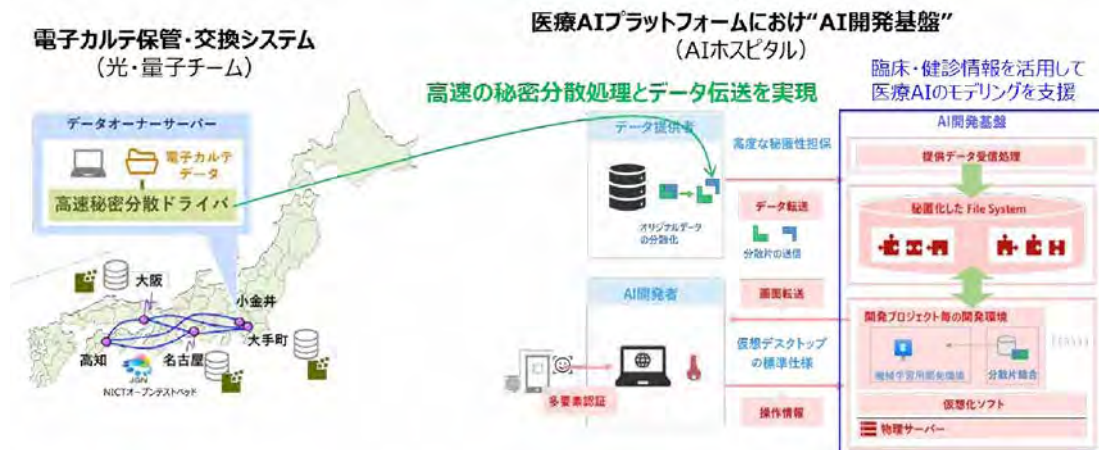 電子カルテ保管・交換システム
（光・量子チーム）
データオーナーサーバー
電子カルテ
データ
高速秘密分散ドライバ
大阪
小金井
高知
名古屋
大手町
JGN
NICTオープンテストベッド
医療AIプラットフォームにおけ“AI開発基盤”
（AIホスピタル）
高速の秘密分散処理とデータ伝送を実現
臨床・健診情報を活用して
医療AIのモデリングを支援
データ提供者
オリジナルデータ
の分散化
高度な秘匿性担保
データ転送
分散片の送信
画面転送
AI開発者
多要素認証
仮想デスクトップ
の標準仕様
操作情報
AI開発基盤
提供データ受信処理
秘匿化した File System
開発プロジェクト毎の開発環境
機械学習用開発環境
分散片結合
仮想化ソフト
物理サーバー